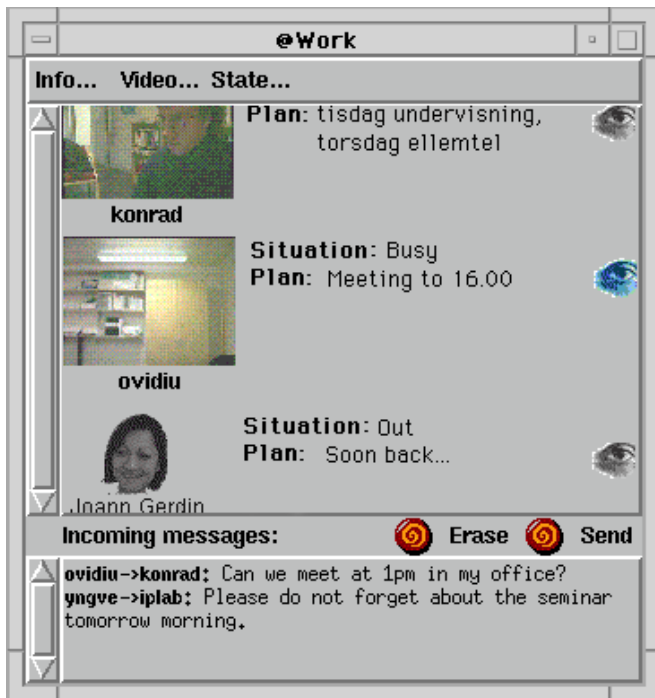 @Work
Info... Video... State...
Plan: tisdag undervisning,
torsdag ellemtel
konrad
Situation: Busy
Plan: Meeting to 16.00
ovidiu
Situation: Out
Plan: Soon back...
Joann Gerdin
Incoming messages: Erase Send
ovidiu->konrad: Can we meet at 1pm in my office?
yngve->iplab: Please do not forget about the seminar
tomorrow morning.